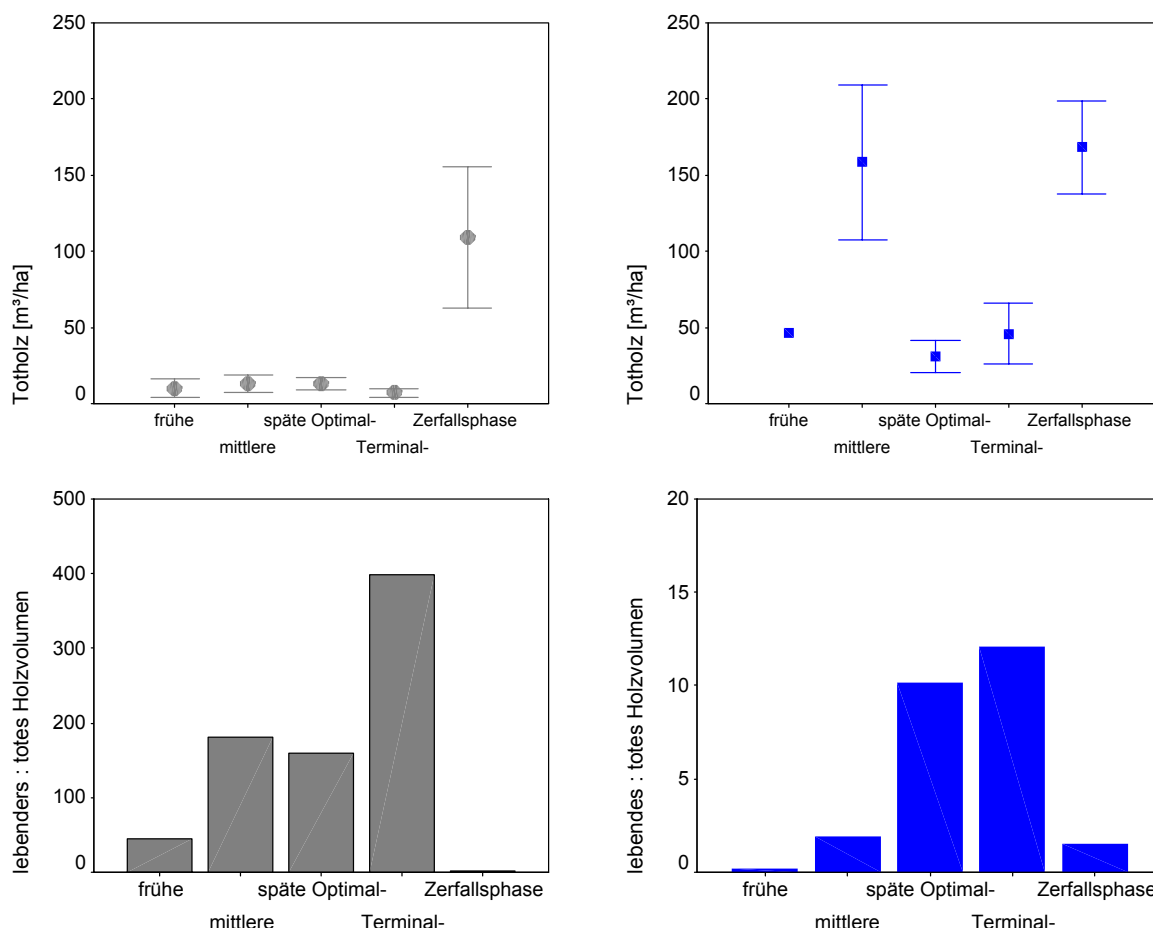 Totholz [m³/ha]
250
200
150
100
50
0
frühe
späte Optimal-
Zerfallsphase
mittlere
Terminal-
Totholz [m³/ha]
250
200
150
100
50
0
frühe
späte Optimal-
Zerfallsphase
mittlere
Terminal-
lebenders : totes Holzvolumen
500
400
300
200
100
0
frühe
späte Optimal-
Zerfallsphase
mittlere
Terminal-
lebendes : totes Holzvolumen
20
15
10
5
0
frühe
späte Optimal-
Zerfallsphase
mittlere
Terminal-